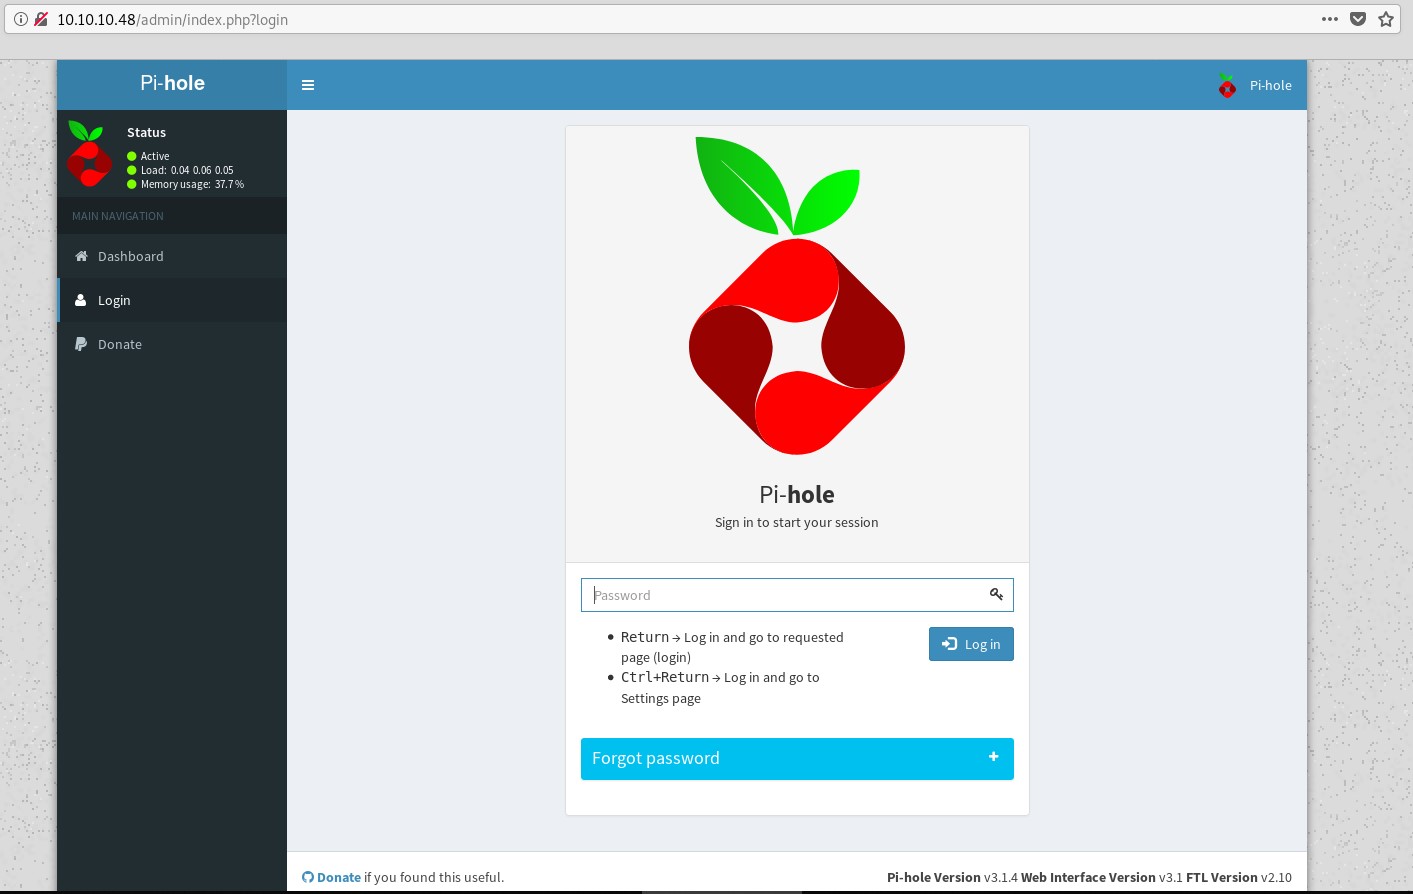 10.10.10.48/admin/index.php?login
Pi-hole
Pi-hole
Status
Active
Load: 0.04 0.06 0.05
Memory usage: 37.7 %
MAIN NAVIGATION
Dashboard
Login
Donate
Pi-hole
Sign in to start your session
Password
Return → Log in and go to requested
page (login)
Ctrl+Return → Log in and go to
Settings page
Log in
Forgot password
Donate if you found this useful.
Pi-hole Version v3.1.4 Web Interface Version v3.1 FTL Version v2.10